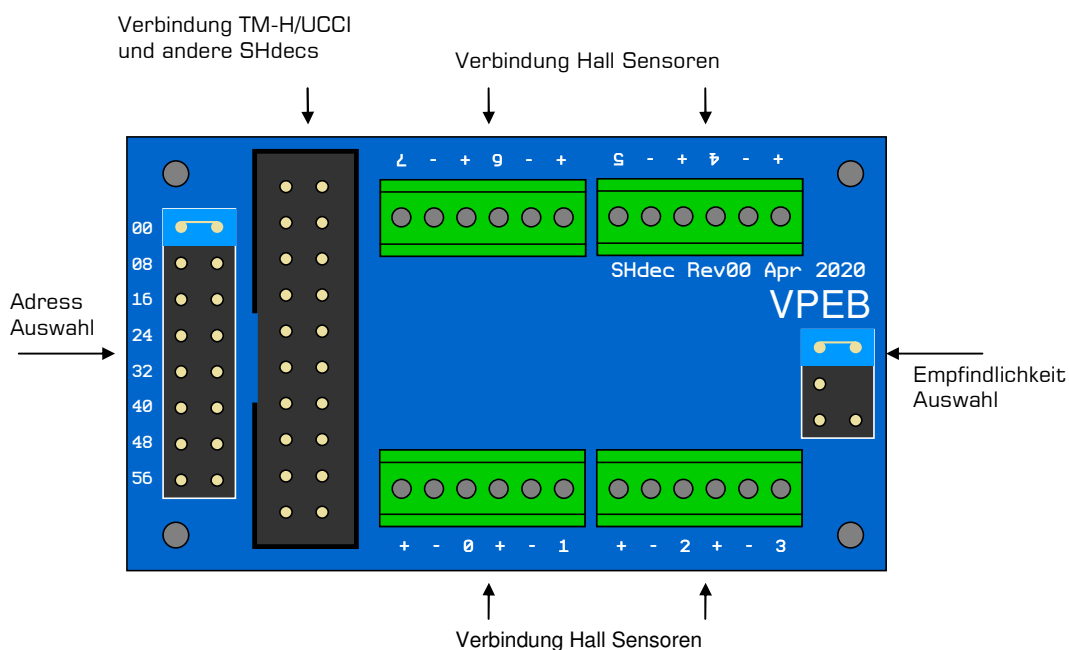 Verbindung TM-H/UCCI
und andere SHdecs
Verbindung Hall Sensoren
7 - + 6 - + 5 - + 4 - +
SHdec Rev00 Apr 2020
VPEB
00
08
16
24
32
40
48
56
Adress
Auswahl
Empfindlichkeit
Auswahl
+ - 0 + - 1 + - 2 + - 3
Verbindung Hall Sensoren